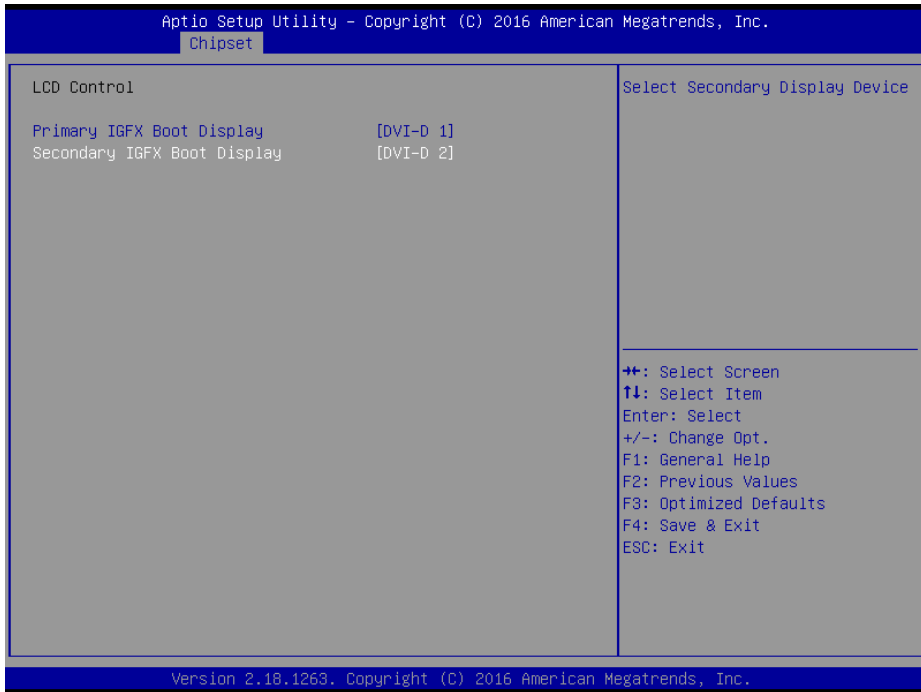 Aptio Setup Utility – Copyright (C) 2016 American Megatrends, Inc.
Chipset
LCD Control
Primary IGFX Boot Display [DVI-D 1]
Secondary IGFX Boot Display [DVI-D 2]
Select Secondary Display Device
→←: Select Screen
↑↓: Select Item
Enter: Select
+/-: Change Opt.
F1: General Help
F2: Previous Values
F3: Optimized Defaults
F4: Save & Exit
ESC: Exit
Version 2.18.1263. Copyright (C) 2016 American Megatrends, Inc.